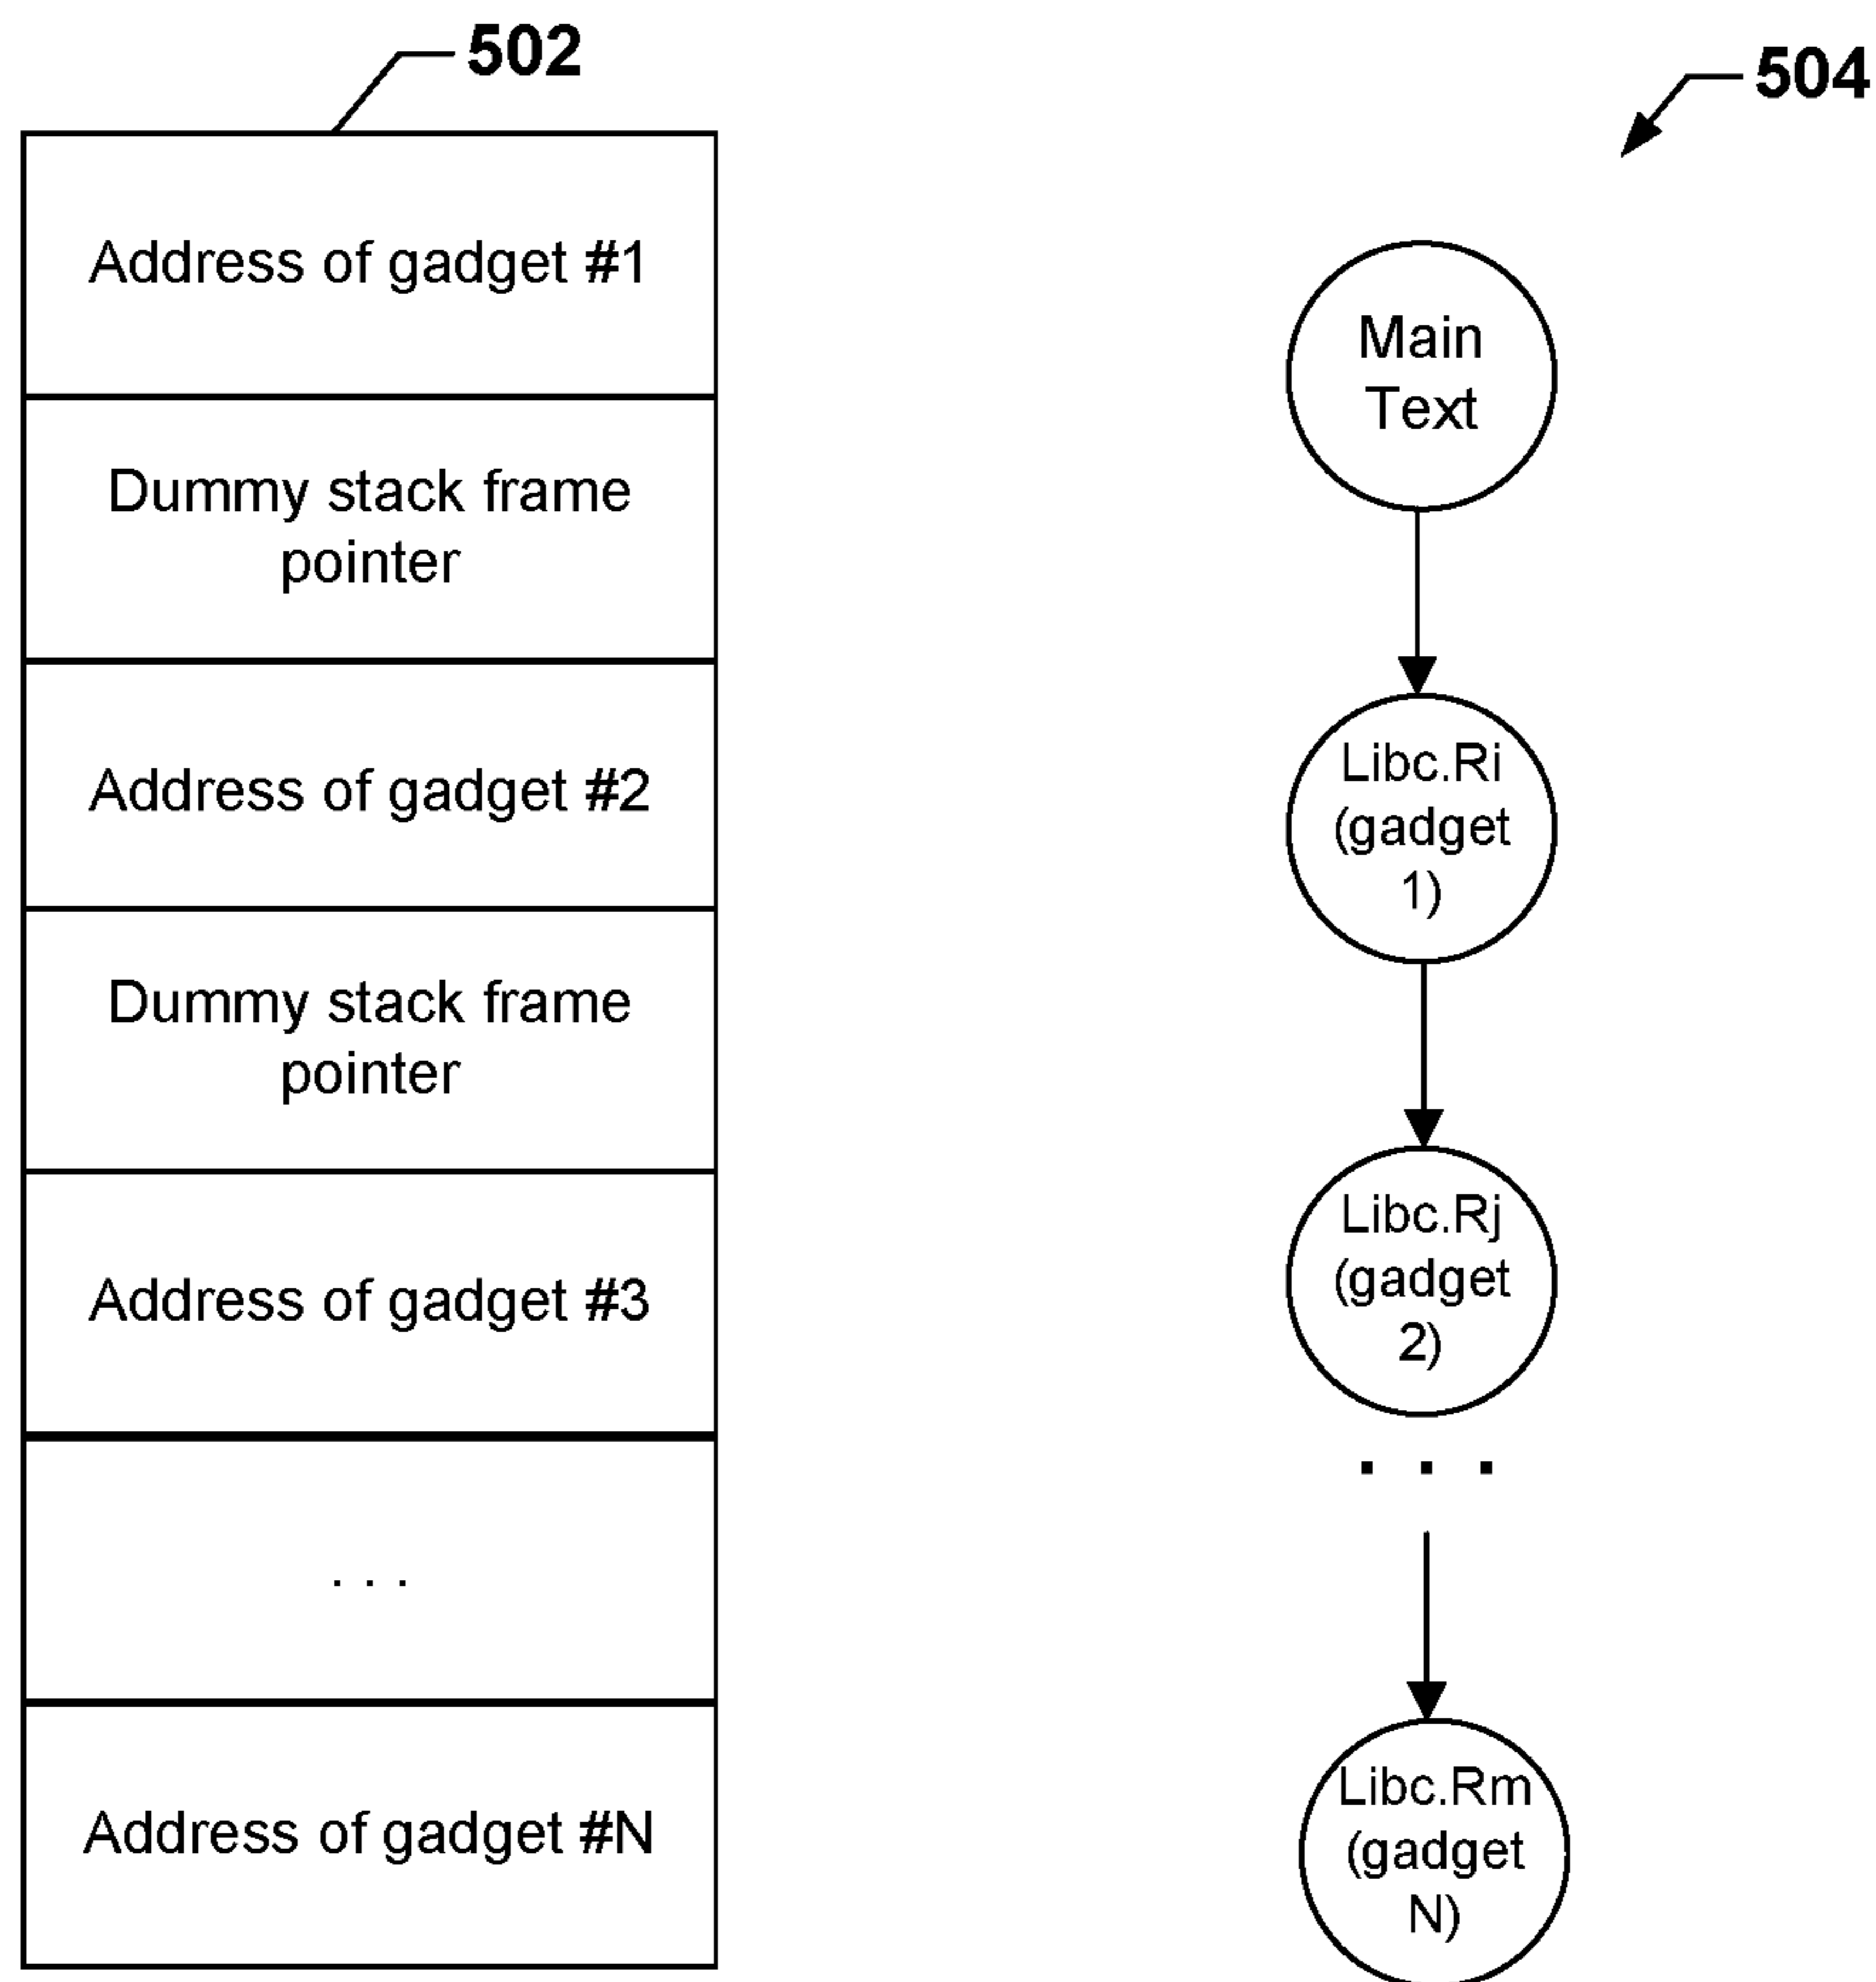 502
Address of gadget #1
Dummy stack frame
pointer
Address of gadget #2
Dummy stack frame
pointer
Address of gadget #3
. . .
Address of gadget #N
504
Main
Text
Libc.Ri
(gadget
1)
Libc.Rj
(gadget
2)
. . .
Libc.Rm
(gadget
N)